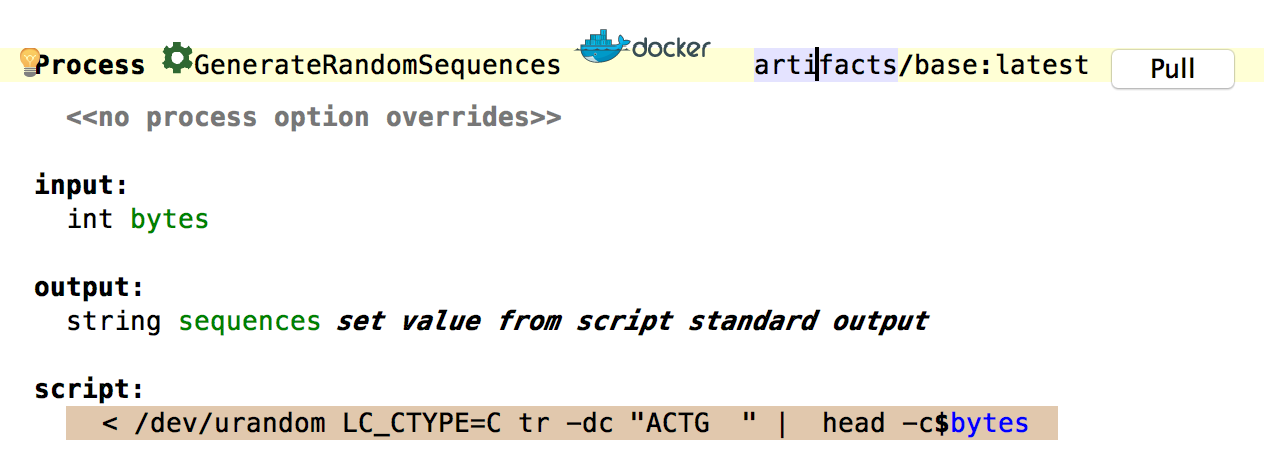 Process GenerateRandomSequences docker artifacts/base:latest Pull
<<no process option overrides>>
input:
int bytes
output:
string sequences set value from script standard output
script:
< /dev/urandom LC_CTYPE=C tr -dc "ACTG  " |  head -c$bytes